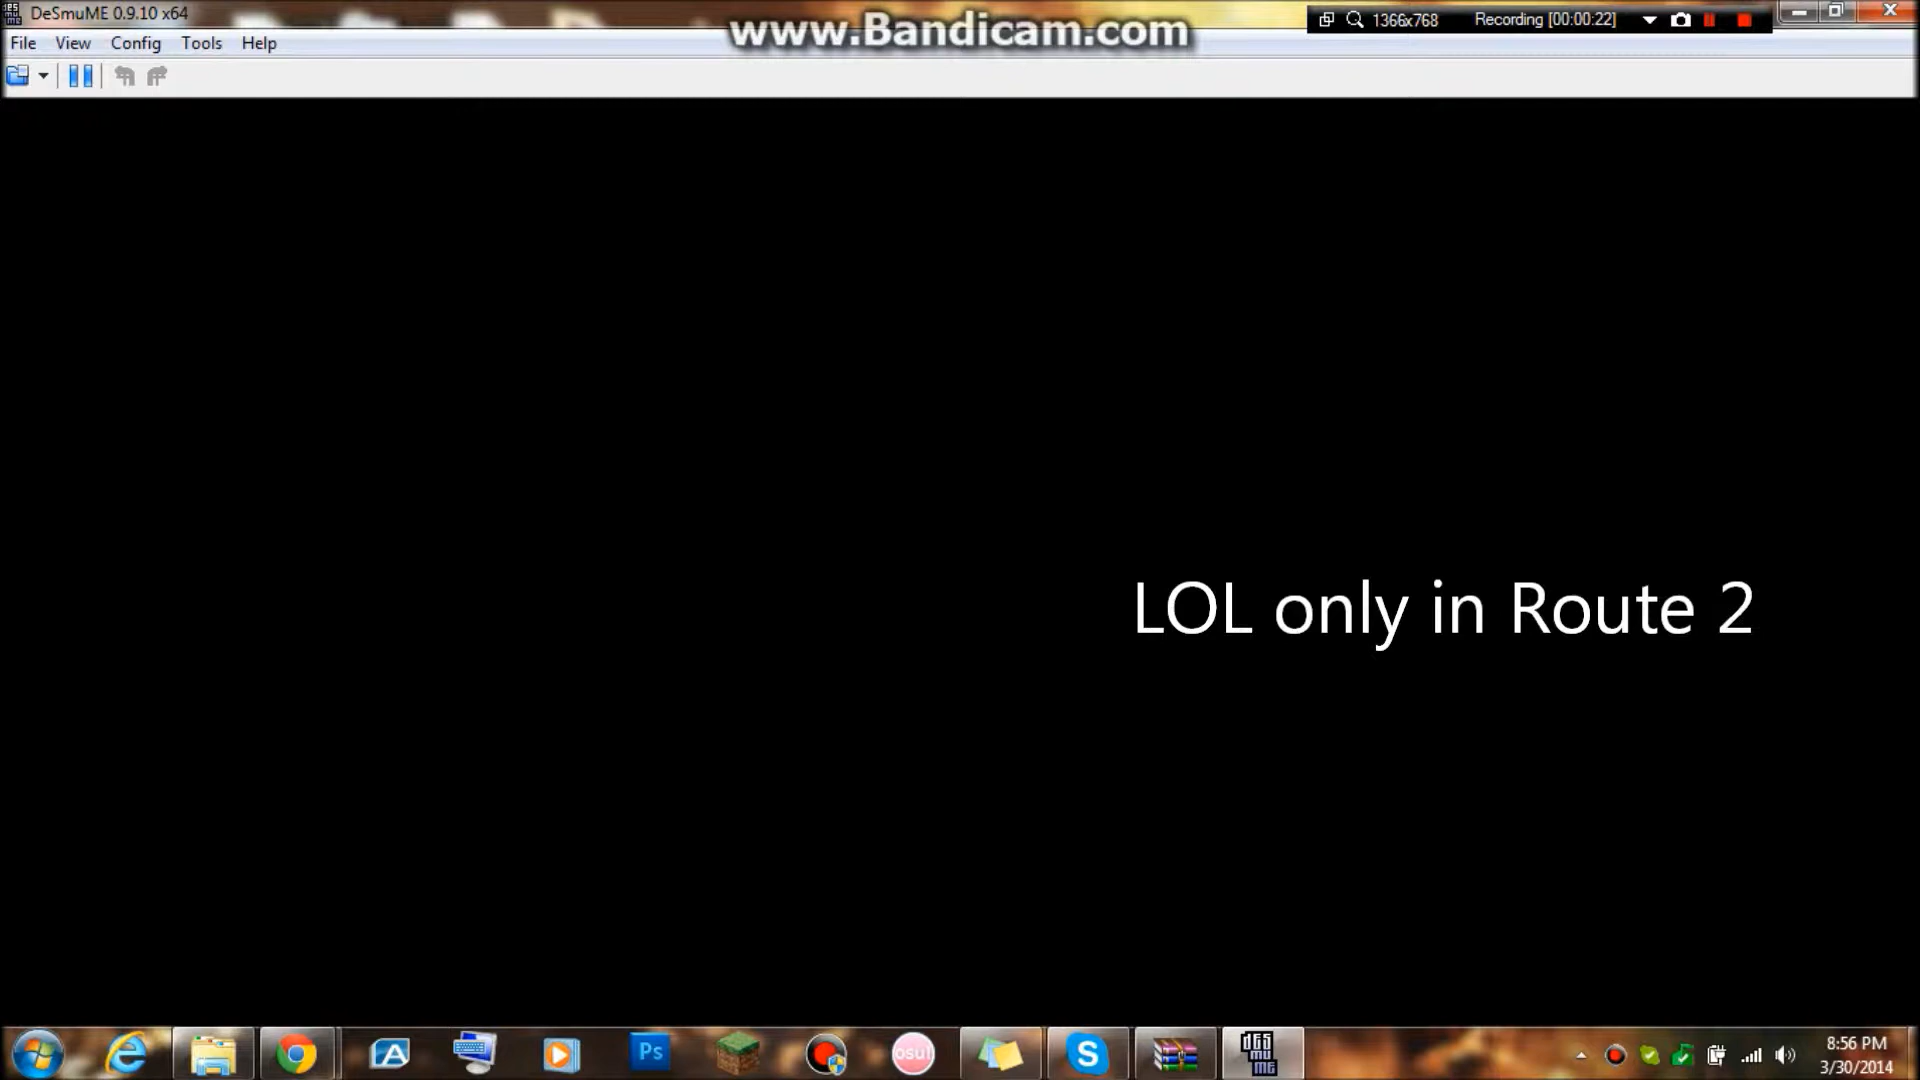 DeSmuME 0.9.10 x64
www.Bandicam.com
1366x768 Recording [00:00:22]
File View Config Tools Help
LOL only in Route 2
Ps
osu!
S
8:56 PM
3/30/2014